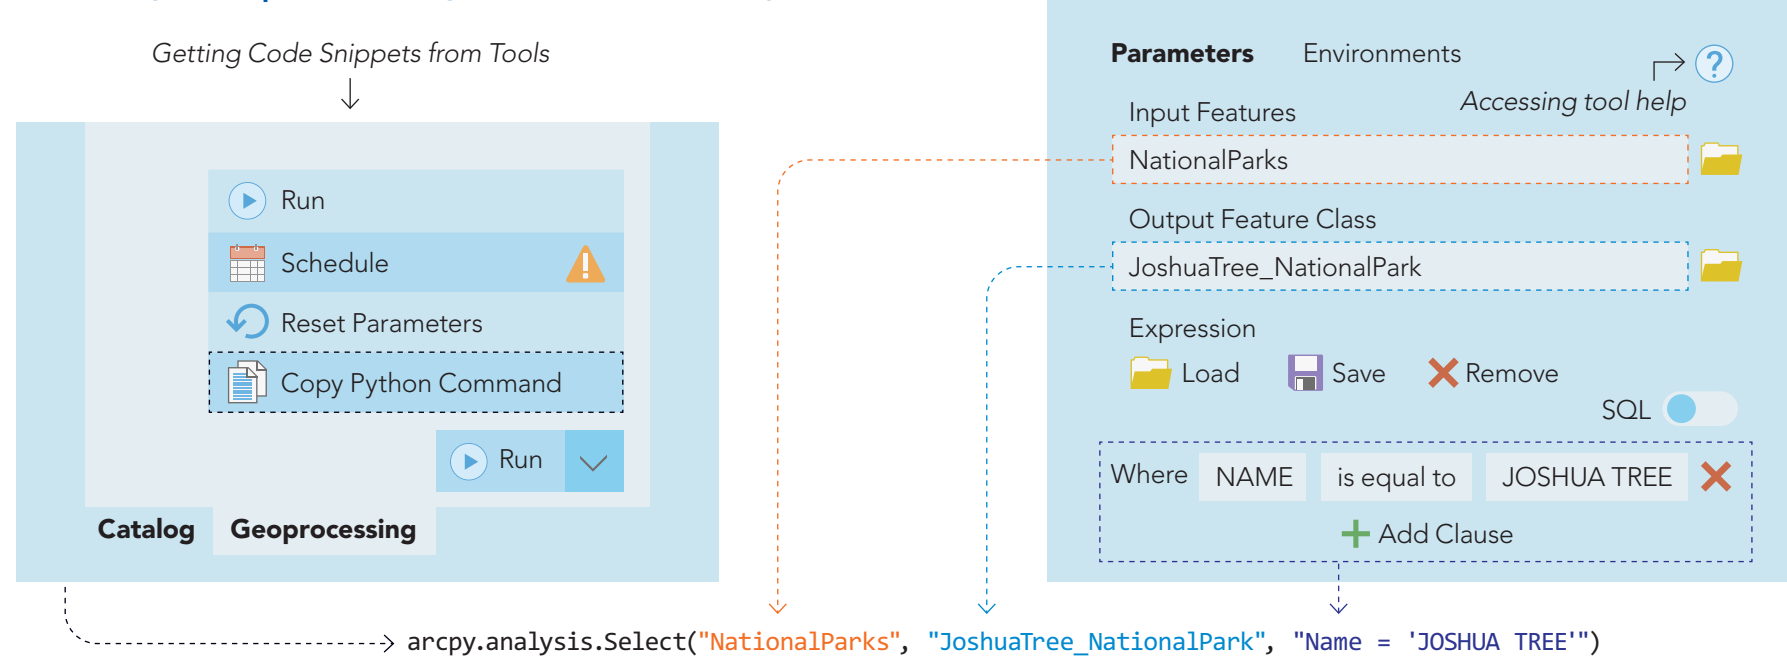 Getting Code Snippets from Tools
Run
Schedule
Reset Parameters
Copy Python Command
Run
Catalog Geoprocessing
Parameters Environments
Accessing tool help
Input Features
NationalParks
Output Feature Class
JoshuaTree_NationalPark
Expression
Load Save Remove
SQL
Where NAME is equal to JOSHUA TREE
Add Clause
arcpy.analysis.Select("NationalParks", "JoshuaTree_NationalPark", "Name = 'JOSHUA TREE'")